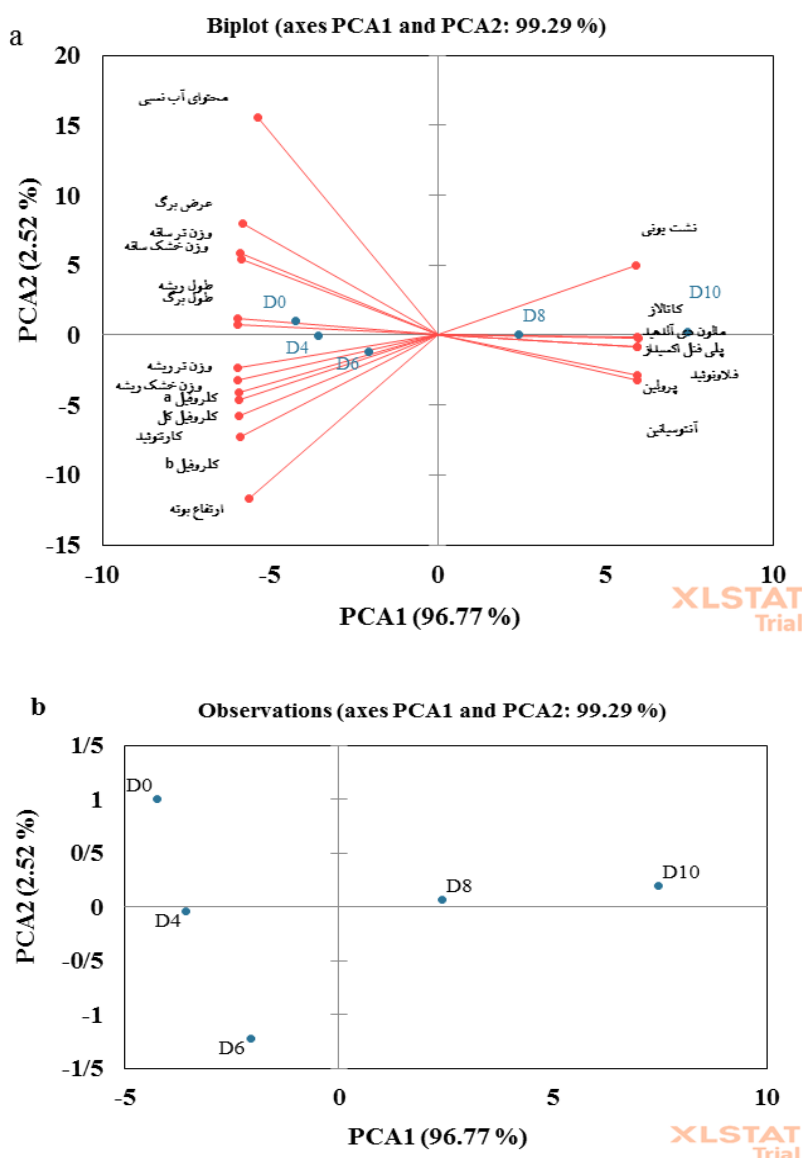 a
Biplot (axes PCA1 and PCA2: 99.29 %)
20
15
10
5
0
-5
-10
-15
PCA2 (2.52 %)
محتوای آب نسبی
عرض برگ
وزن تر ساقه
وزن خشک ساقه
طول ریشه
طول برگ
D0
D4
D6
وزن تر ریشه
وزن خشک ریشه
کلروفیل a
کلروفیل کل
کارتنوئید
کلروفیل b
ارتفاع بوته
نشت یونی
D10
D8
کاتالاز
مالون دی آلدهید
پلی فنل اکسیداز
فلاونوئید
پرولین
آنتوسیانین
-10
-5
0
5
10
PCA1 (96.77 %)
XLSTAT
Trial
b
Observations (axes PCA1 and PCA2: 99.29 %)
1/5
1
0/5
0
-0/5
-1
-1/5
PCA2 (2.52 %)
D0
D4
D6
D8
D10
-5
0
5
10
PCA1 (96.77 %)
XLSTAT
Trial